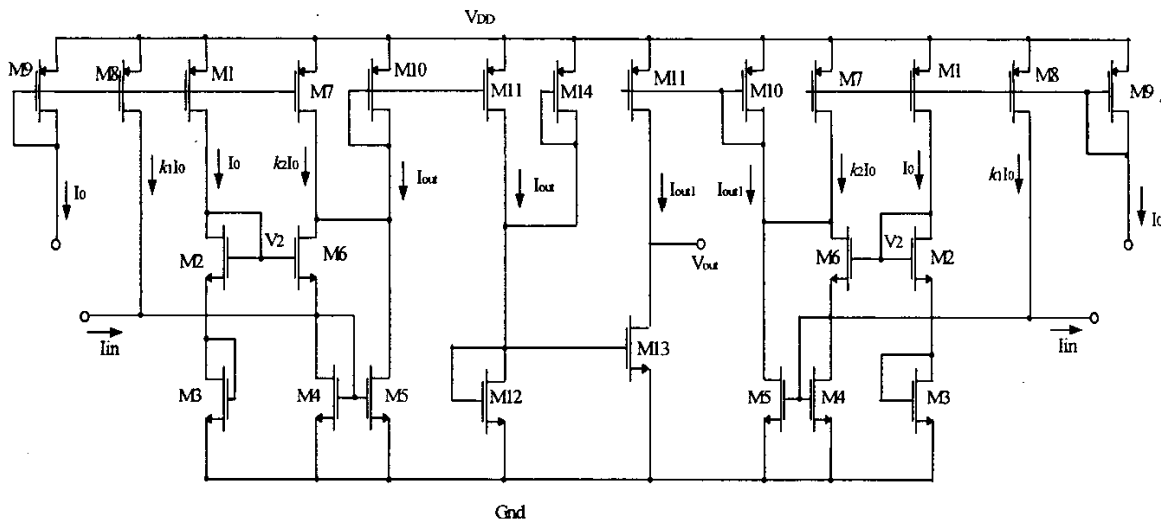 VDD
M9 M8 M1 M7 M10 M11 M14 M11 M10 M7 M1 M8 M9
I0 k1I0 I0 k2I0 Iout Iout Iout1 Iout1 k2I0 I0 k1I0 I0
M2 V2 M6 Vout M6 V2 M2
Iin Iin
M3 M4 M5 M12 M13 M5 M4 M3
Gnd